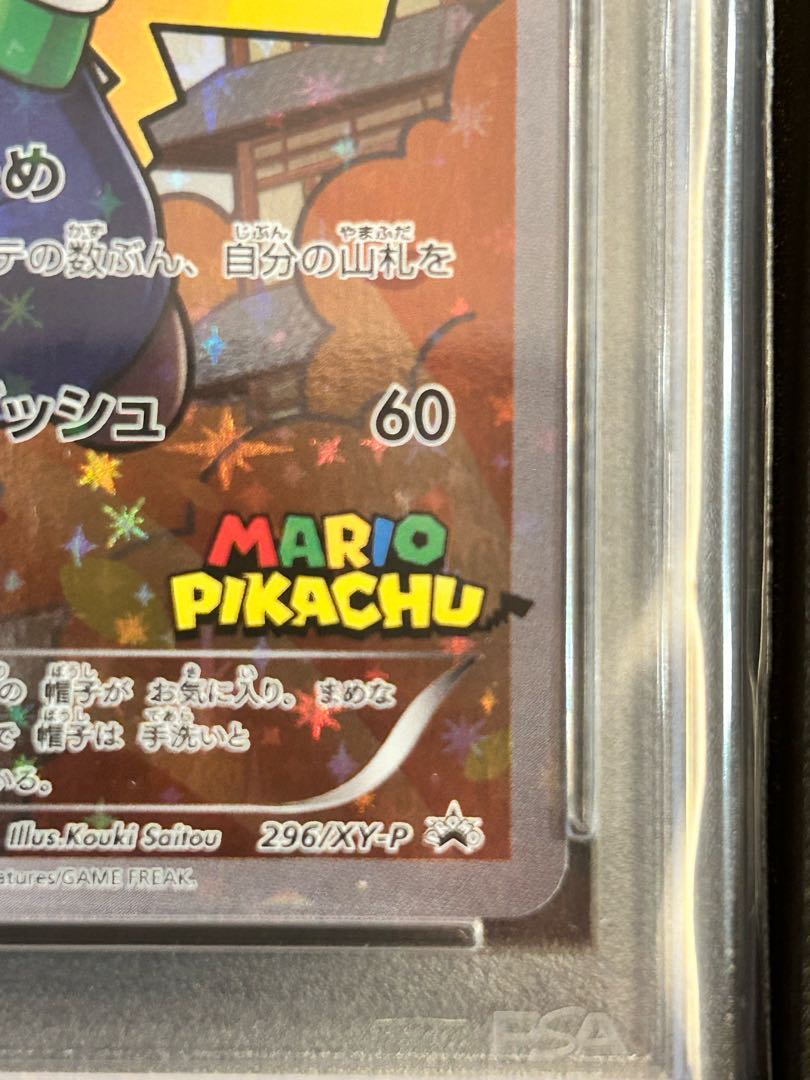 め
テの数ぶん、自分の山札を
ッシュ 60
MARIO
PIKACHU
の 帽子が お気に入り。まめな
で 帽子は 手洗いと
いる。
Illus.Kouki Saitou 296/XY-P PROMO
atures/GAME FREAK.
PSA